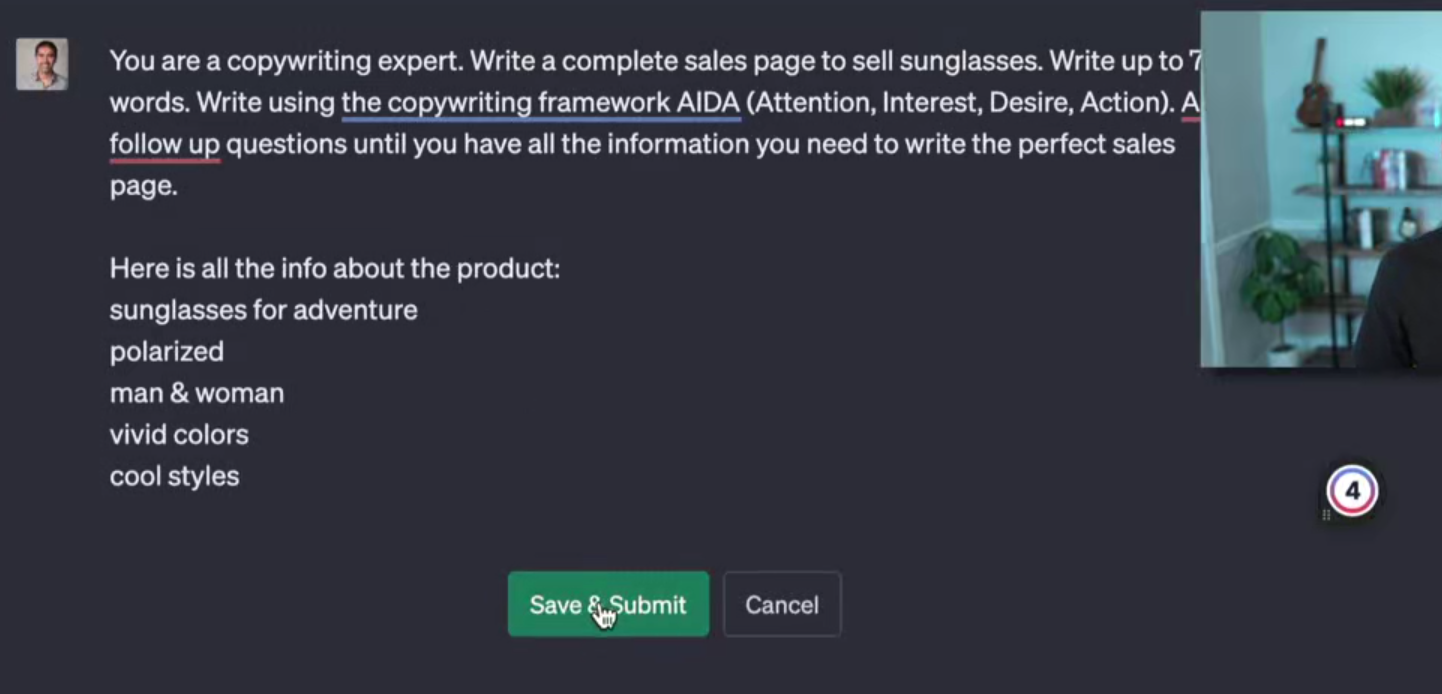 You are a copywriting expert. Write a complete sales page to sell sunglasses. Write up to 7
words. Write using the copywriting framework AIDA (Attention, Interest, Desire, Action). A
follow up questions until you have all the information you need to write the perfect sales
page.
Here is all the info about the product:
sunglasses for adventure
polarized
man & woman
vivid colors
cool styles
4
Save & Submit
Cancel